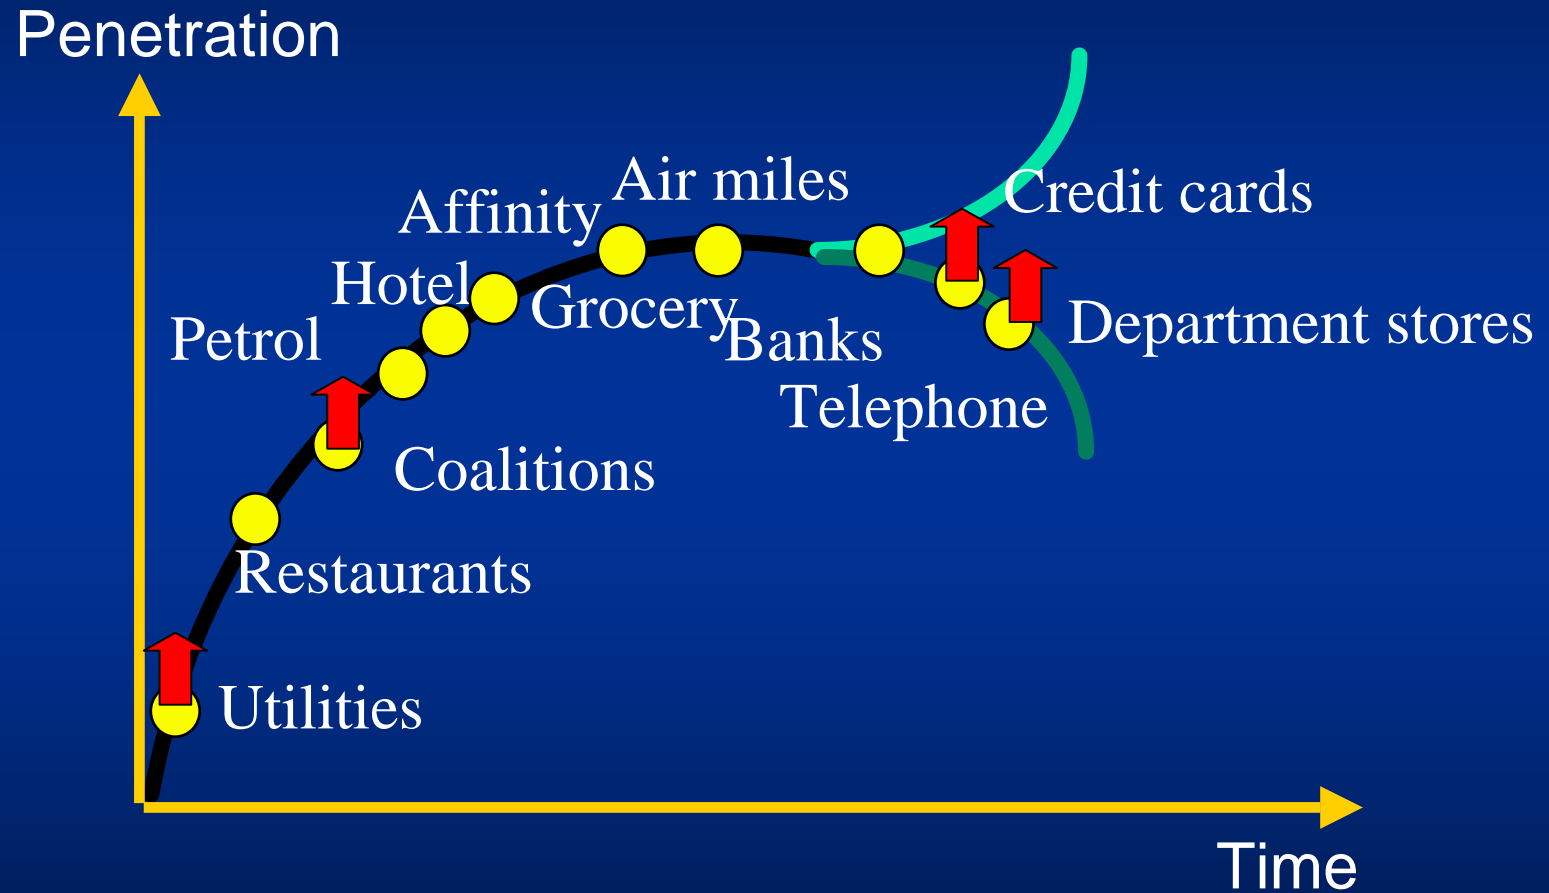 Penetration
Air miles
Affinity
Credit cards
Hotel
Grocery
Petrol
Banks
Department stores
Telephone
Coalitions
Restaurants
Utilities
Time